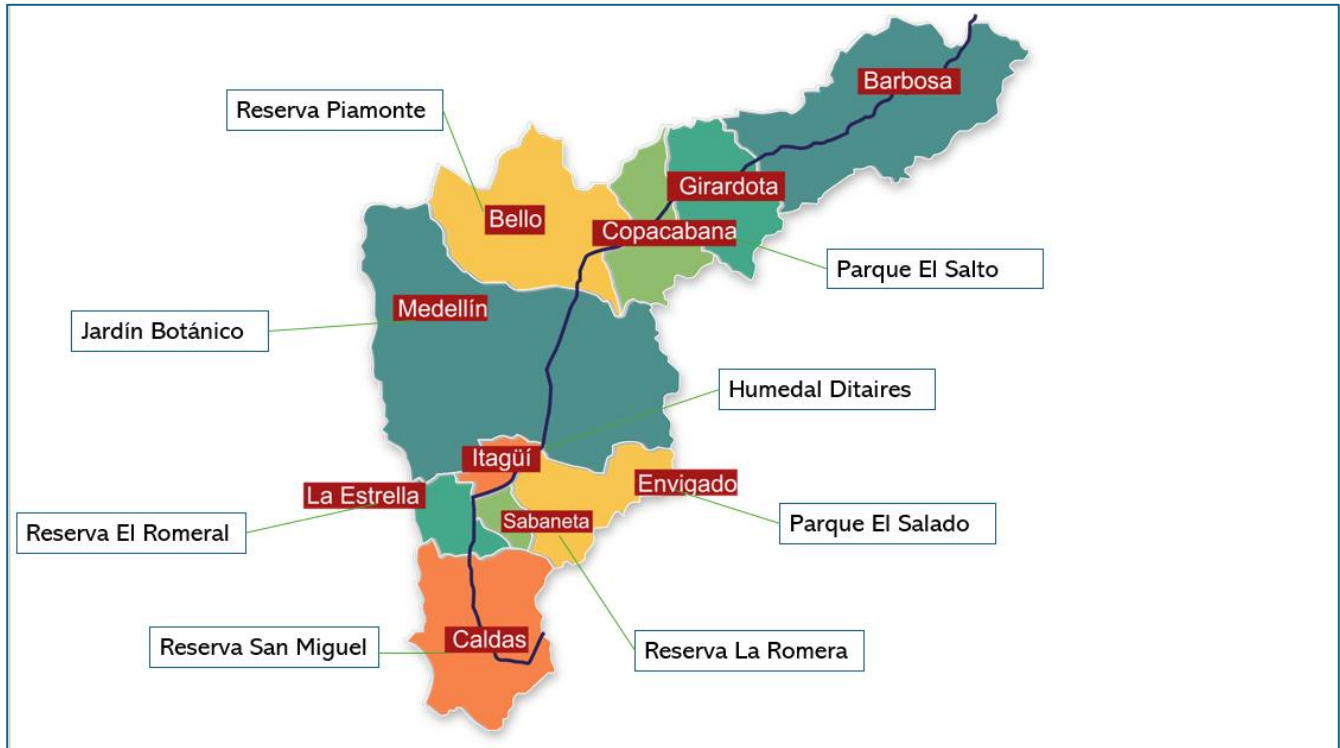 Barbosa
Reserva Piamonte
Girardota
Bello
Copacabana
Parque El Salto
Medellín
Jardín Botánico
Humedal Ditaires
Itagüí
Envigado
La Estrella
Sabaneta
Parque El Salado
Reserva El Romeral
Caldas
Reserva San Miguel
Reserva La Romera